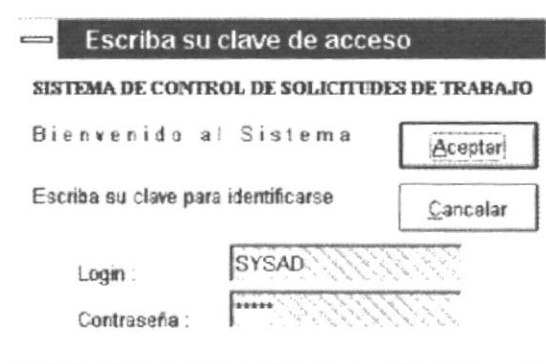 Escriba su clave de acceso
SISTEMA DE CONTROL DE SOLICITUDES DE TRABAJO
Bienvenido al Sistema
Aceptar
Escriba su clave para identificarse
Cancelar
Login :
SYSAD
Contraseña :
*****